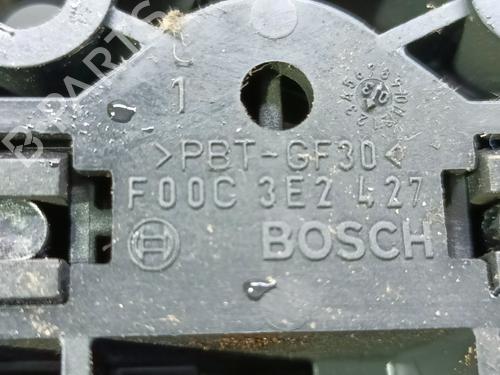 1
>PBT-GF30<
F00C 3E2 427
BOSCH